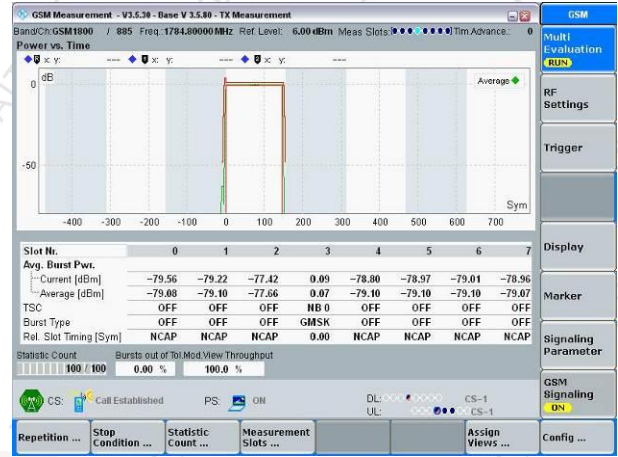 GSM Measurement - V3.5.30 - Base V 3.5.80 - TX Measurement
GSM
Band/Ch: GSM1800 / 885 Freq.: 1784.80000 MHz Ref. Level: 6.00 dBm Meas Slots: Tim.Advance.: 0
Power vs. Time
x: y: --- x: y: --- x: y: ---
dB
Average
0
-50
Sym
-400 -300 -200 -100 0 100 200 300 400 500 600 700
Slot Nr. 0 1 2 3 4 5 6 7
Avg. Burst Pwr.
Current [dBm] -79.56 -79.22 -77.42 0.09 -78.80 -78.97 -79.01 -78.96
Average [dBm] -79.08 -79.10 -77.66 0.07 -79.10 -79.10 -79.10 -79.07
TSC OFF OFF OFF NB 0 OFF OFF OFF OFF
Burst Type OFF OFF OFF GMSK OFF OFF OFF OFF
Rel. Slot Timing [Sym] NCAP NCAP NCAP 0.00 NCAP NCAP NCAP NCAP
Statistic Count Bursts out of Tol. Mod.View Throughput
100 / 100 0.00 % 100.0 %
CS: Call Established PS: ON DL: CS-1
UL: CS-1
Multi
Evaluation
RUN
RF
Settings
Trigger
Display
Marker
Signaling
Parameter
GSM
Signaling
ON
Repetition ... Stop Condition ... Statistic Count ... Measurement Slots ... Assign Views ... Config ...